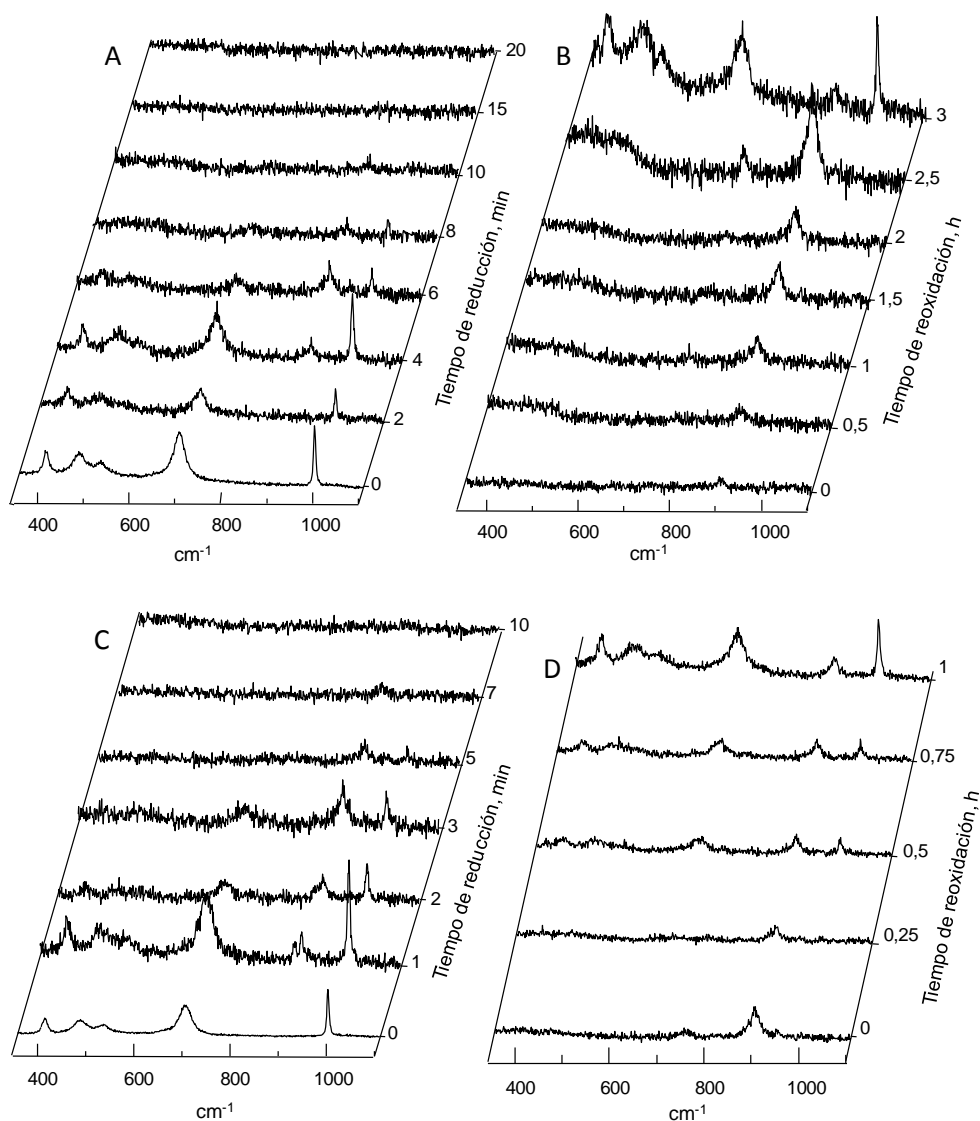 A
20
15
10
8
6
4
2
0
Tiempo de reducción, min
400 600 800 1000
cm-1
B
3
2,5
2
1,5
1
0,5
0
Tiempo de reoxidación, h
400 600 800 1000
cm-1
C
10
7
5
3
2
1
0
Tiempo de reducción, min
400 600 800 1000
cm-1
D
1
0,75
0,5
0,25
0
Tiempo de reoxidación, h
400 600 800 1000
cm-1